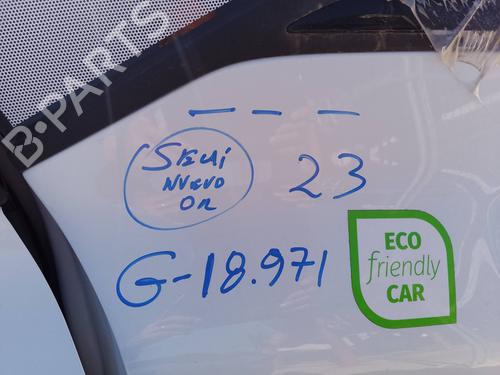 B-PARTS
— — —
SEMI
NUEVO
OR
23
G-18.971
ECO
friendly
CAR